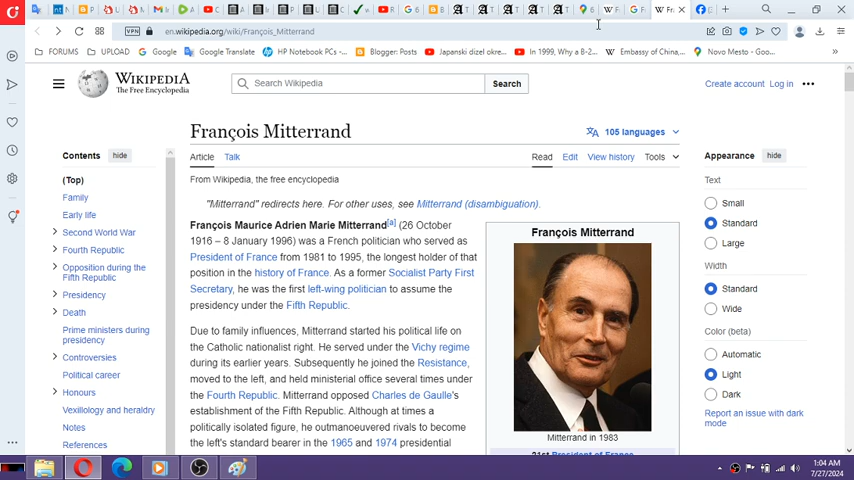 en.wikipedia.org/wiki/François_Mitterrand
VPN
FORUMS
UPLOAD
Google
Google Translate
HP Notebook PC...
Blogger: Posts
Japanski dizel okre...
In 1999, Why a B-2...
Embassy of China,...
Novo Mesto - Goo...
WIKIPEDIA
The Free Encyclopedia
Search Wikipedia
Search
Create account
Log in
François Mitterrand
105 languages
Article
Talk
Read
Edit
View history
Tools
From Wikipedia, the free encyclopedia
"Mitterrand" redirects here. For other uses, see Mitterrand (disambiguation).
Contents
hide
(Top)
Family
Early life
Second World War
Fourth Republic
Opposition during the
Fifth Republic
Presidency
Death
Prime ministers during
presidency
Controversies
Political career
Honours
Vexillology and heraldry
Notes
References
François Maurice Adrien Marie Mitterrand[a] (26 October
1916 – 8 January 1996) was a French politician who served as
President of France from 1981 to 1995, the longest holder of that
position in the history of France. As a former Socialist Party First
Secretary, he was the first left-wing politician to assume the
presidency under the Fifth Republic.
Due to family influences, Mitterrand started his political life on
the Catholic nationalist right. He served under the Vichy regime
during its earlier years. Subsequently he joined the Resistance,
moved to the left, and held ministerial office several times under
the Fourth Republic. Mitterrand opposed Charles de Gaulle's
establishment of the Fifth Republic. Although at times a
politically isolated figure, he outmanoeuvred rivals to become
the left's standard bearer in the 1965 and 1974 presidential
François Mitterrand
Mitterrand in 1983
21st President of France
Appearance
hide
Text
Small
Standard
Large
Width
Standard
Wide
Color (beta)
Automatic
Light
Dark
Report an issue with dark
mode
1:04 AM
7/27/2024